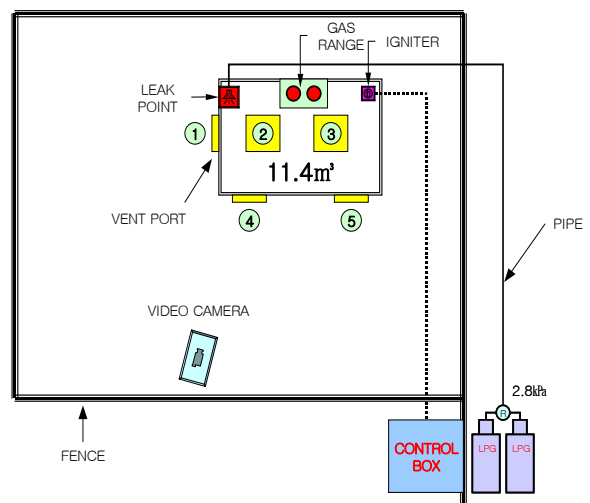 GAS
RANGE
IGNITER
LEAK
POINT
1
2
3
11.4㎥
VENT PORT
4
5
PIPE
VIDEO CAMERA
2.8㎪
R
FENCE
CONTROL
BOX
LPG
LPG